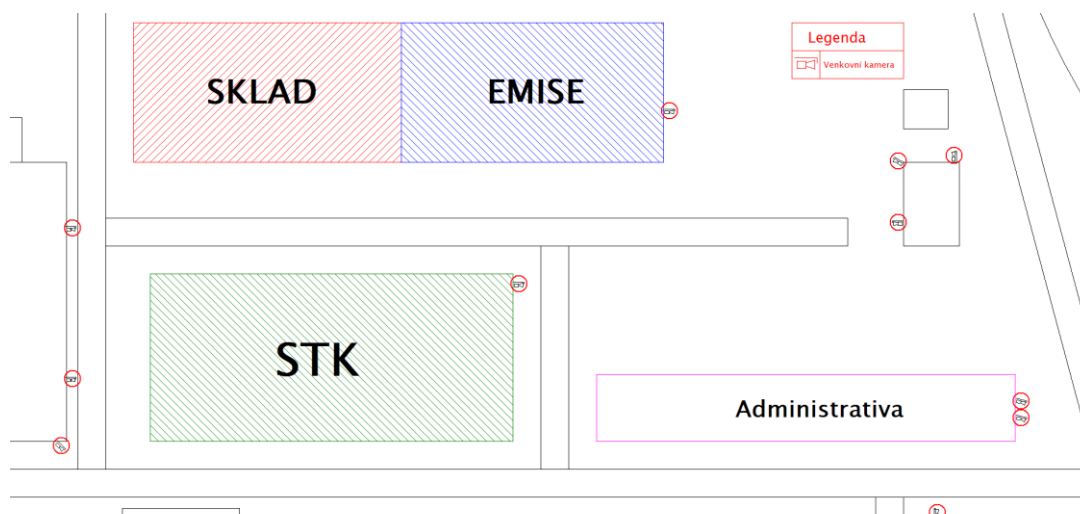 Legenda
Venkovní kamera
SKLAD
EMISE
STK
Administrativa